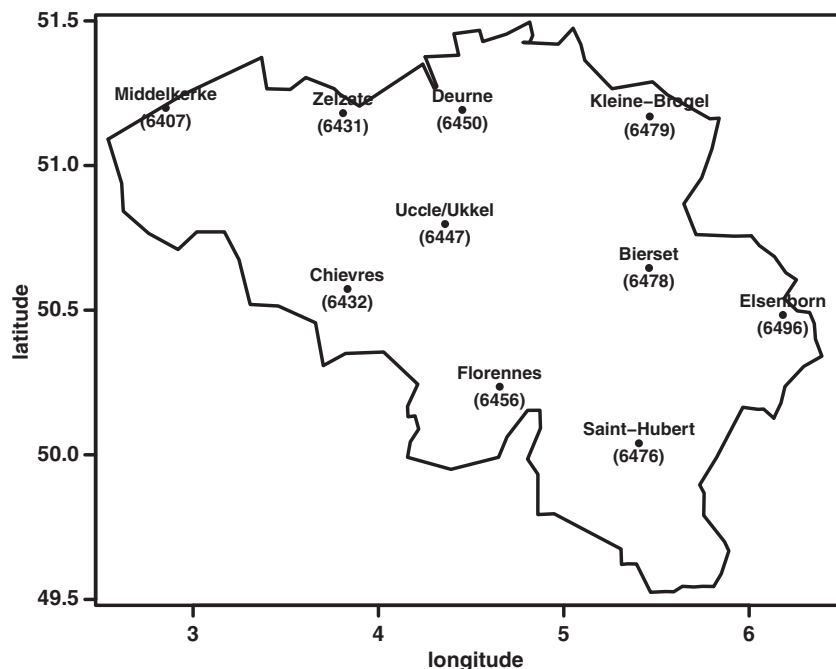 51.5
Middelkerke
(6407)
Zelzate
(6431)
Deurne
(6450)
Kleine−Brogel
(6479)
51.0
Uccle/Ukkel
(6447)
Bierset
(6478)
Chievres
(6432)
Elsenborn
(6496)
50.5
latitude
Florennes
(6456)
Saint−Hubert
(6476)
50.0
49.5
3 4 5 6
longitude